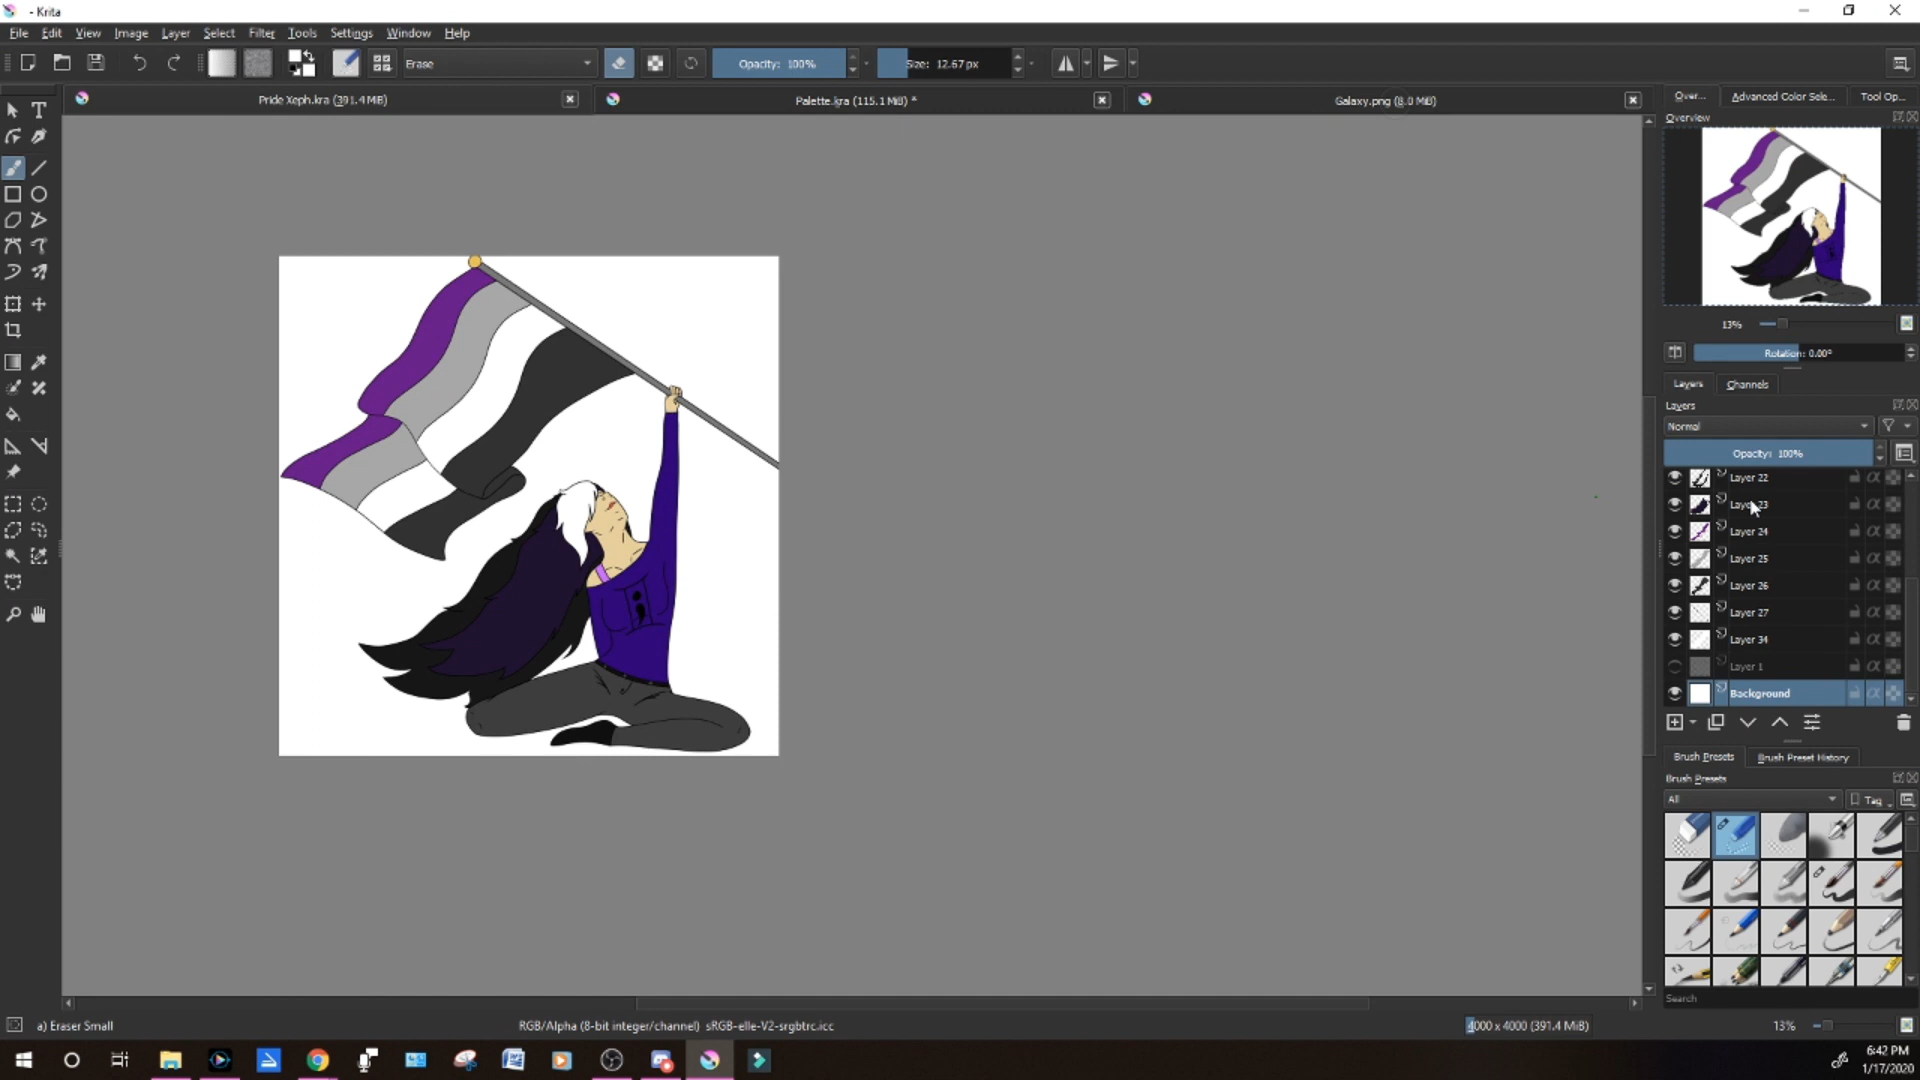 - Krita
File Edit View Image Layer Select Filter Tools Settings Window Help
Erase Opacity: 100% Size: 12.67 px
Pride Xeph.kra (391.4 MiB) Palette.kra (115.1 MiB) * Galaxy.png (8.0 MiB)
Over... Advanced Color Sele... Tool Op...
Overview
13%
Rotation: 0.00°
Layers Channels
Layers
Normal
Opacity: 100%
Layer 22
Layer 23
Layer 24
Layer 25
Layer 26
Layer 27
Layer 34
Layer 1
Background
Brush Presets Brush Preset History
Brush Presets
All Tag
Search
a) Eraser Small RGB/Alpha (8-bit integer/channel) sRGB-elle-V2-srgbtrc.icc 4000 x 4000 (391.4 MiB) 13%
6:42 PM
1/17/2020